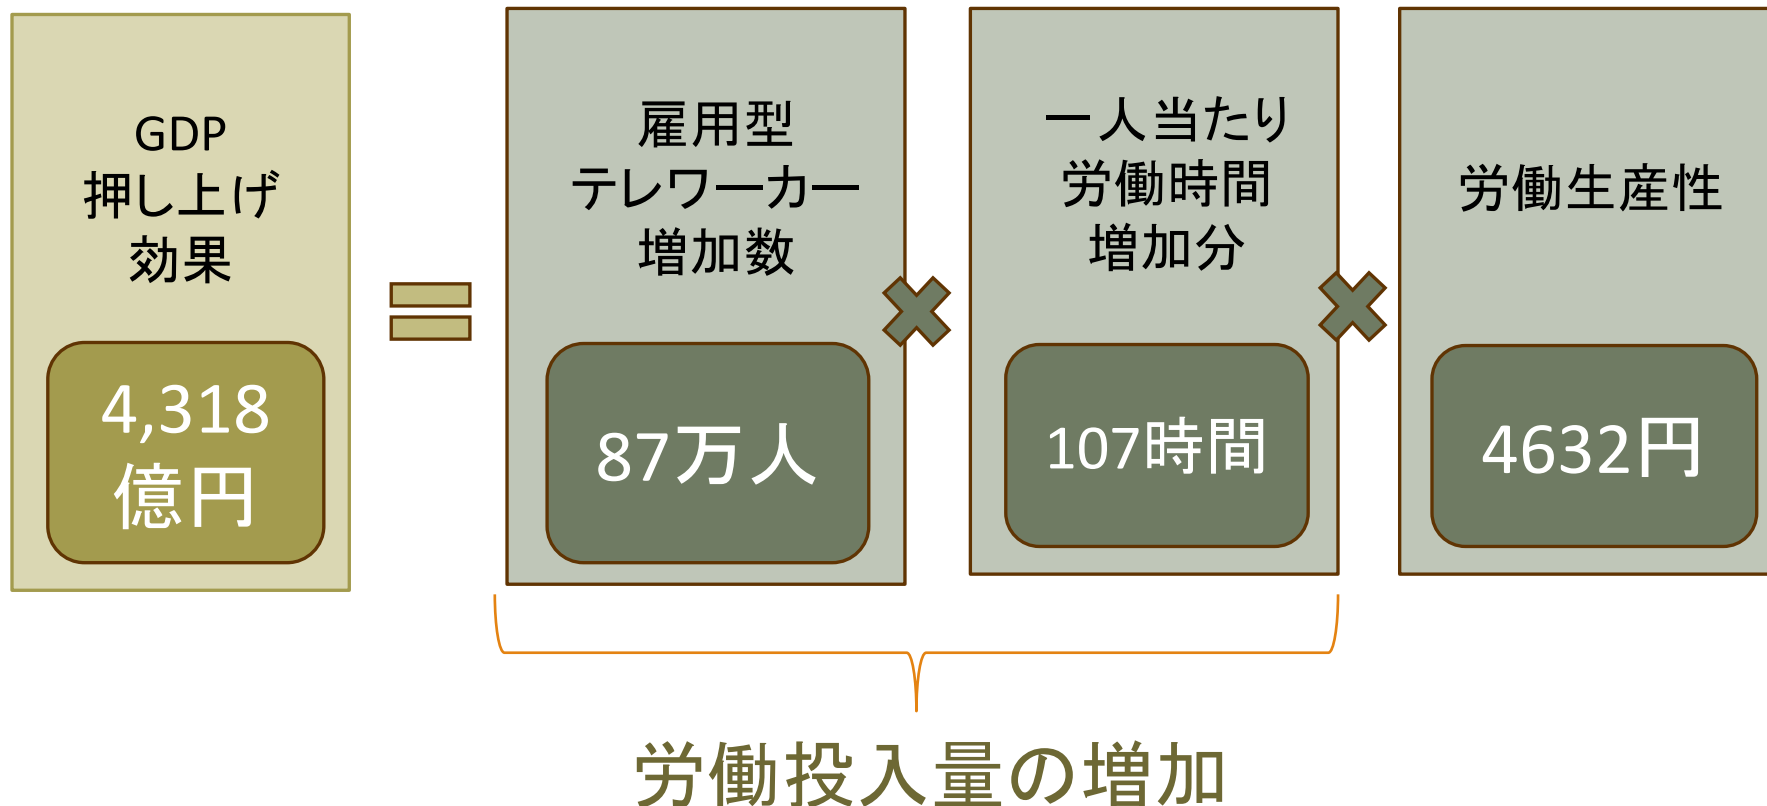 GDP
押し上げ
効果
4,318
億円
雇用型
テレワーカー
増加数
87万人
一人当たり
労働時間
増加分
107時間
労働生産性
4632円
労働投入量の増加